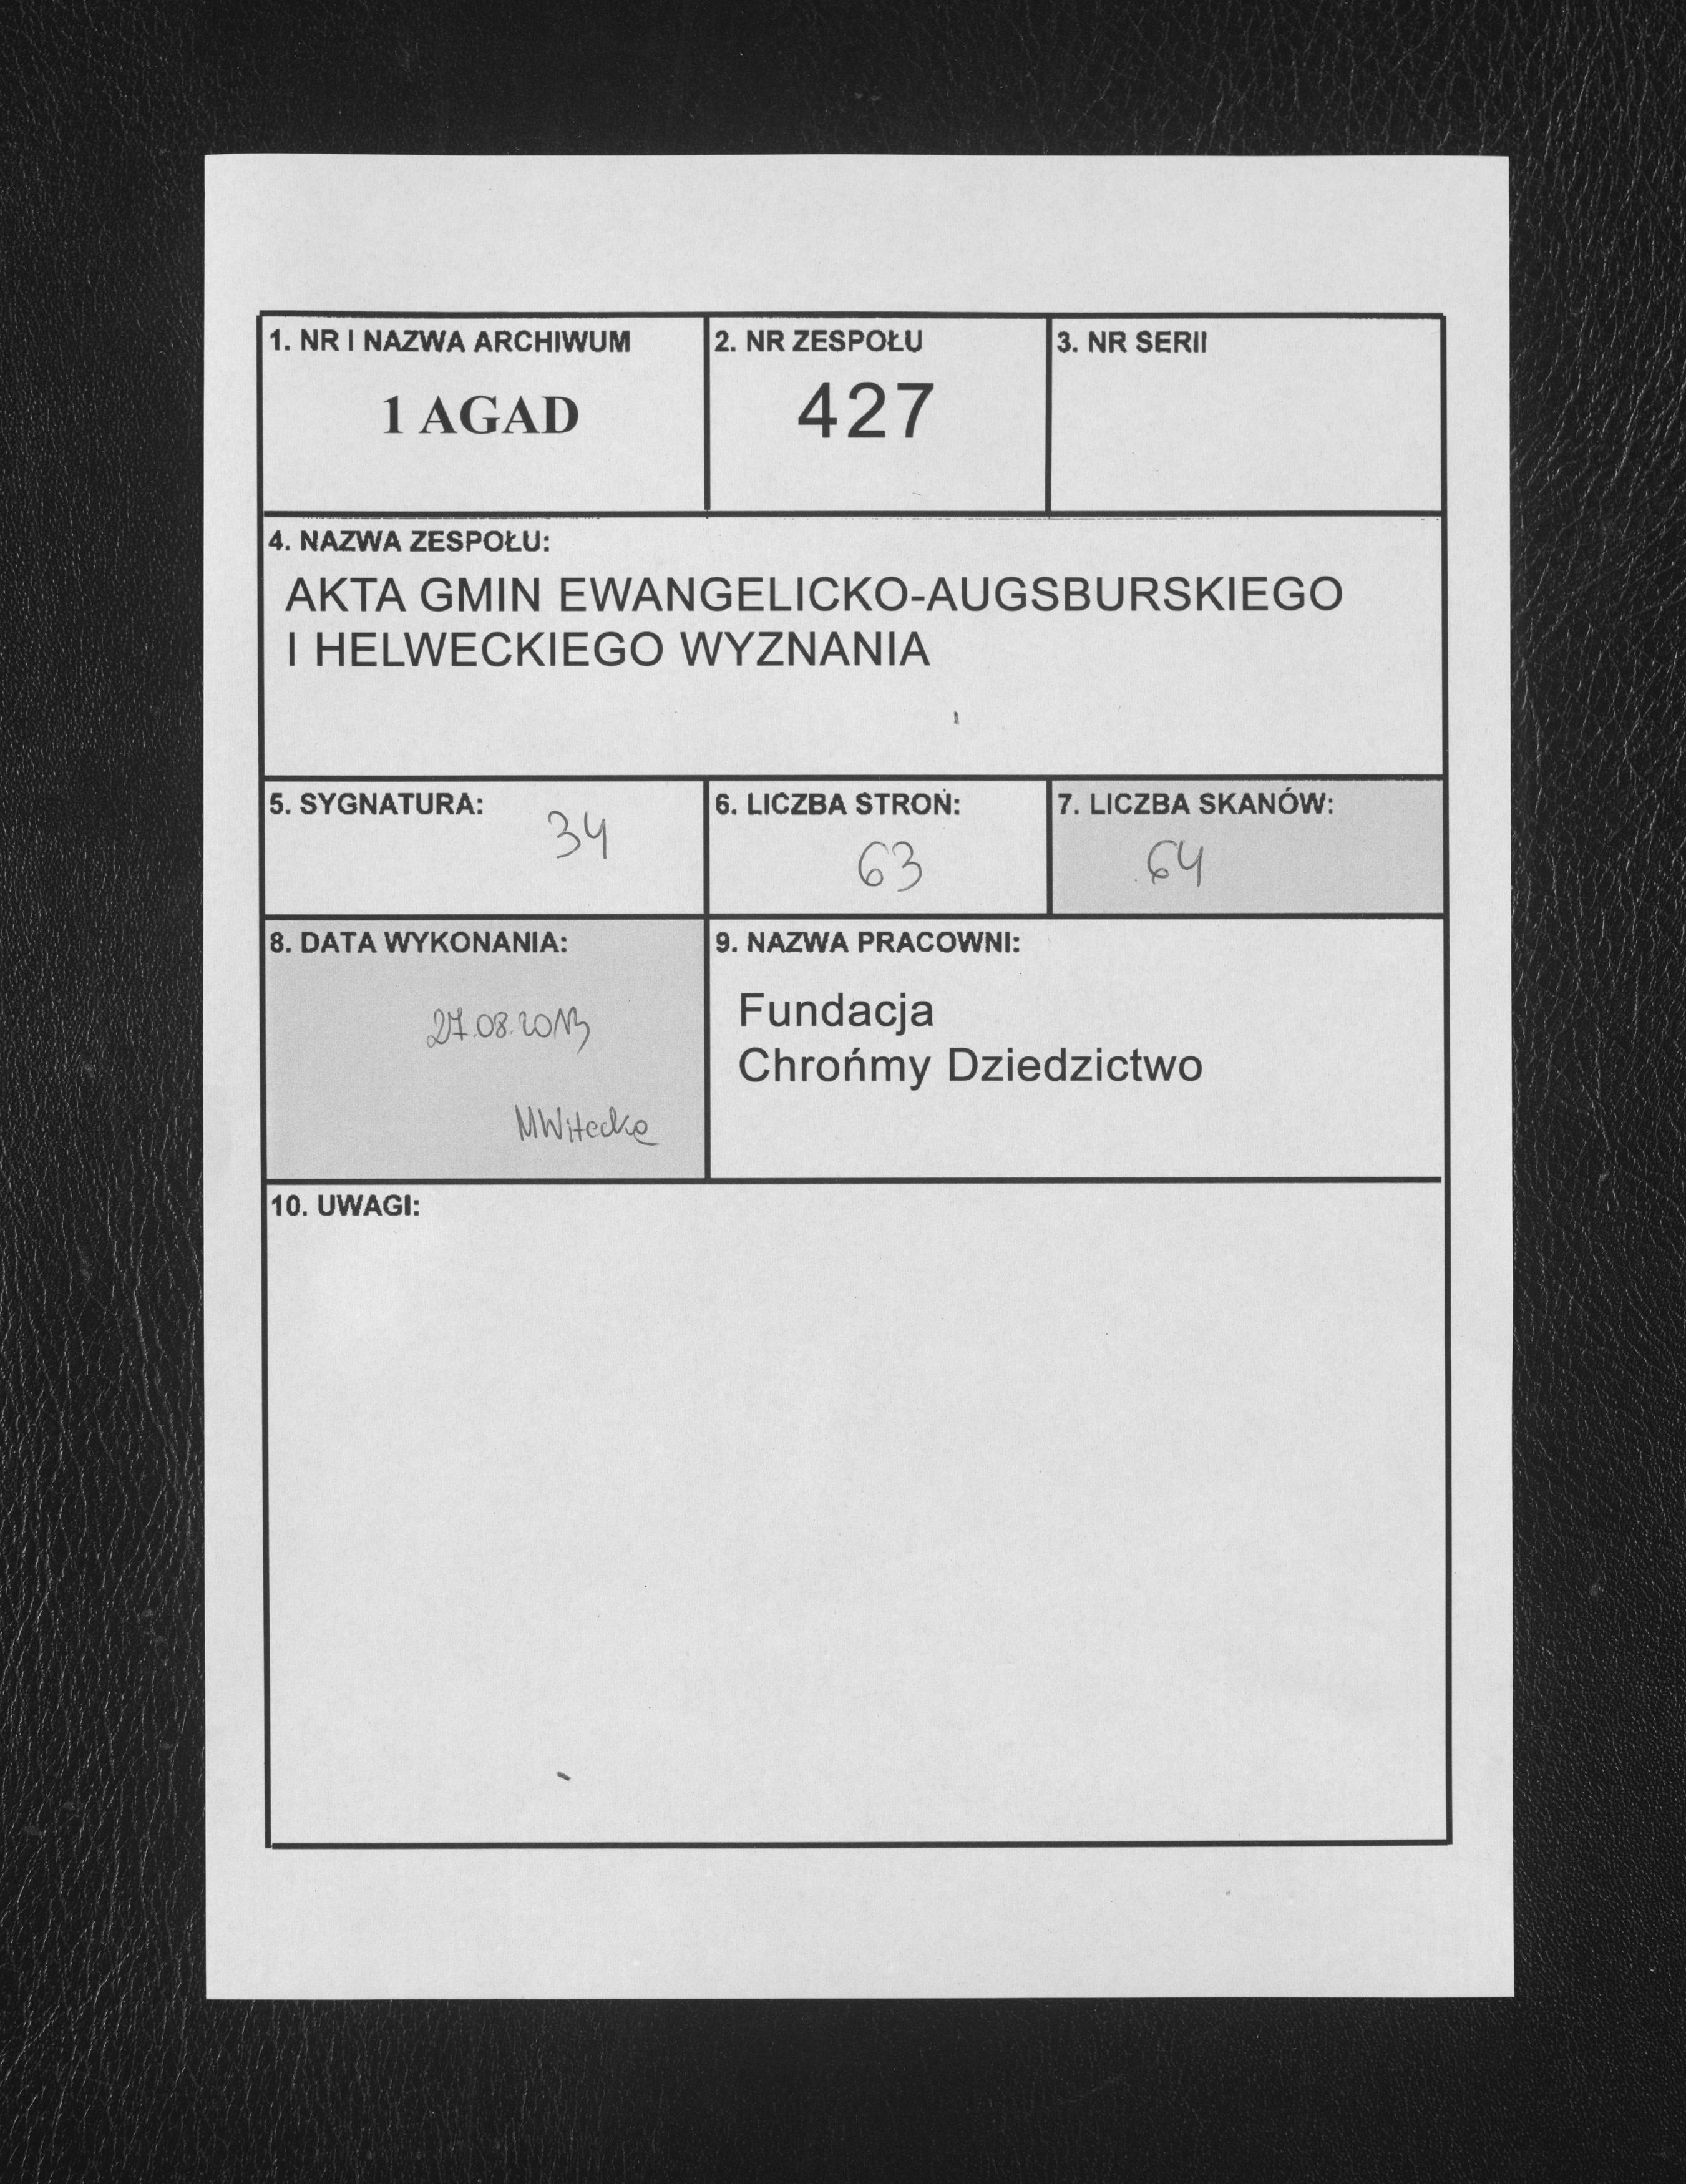 1. NR I NAZWA ARCHIWUM
1 AGAD
2. NR ZESPOŁU
427
3. NR SERII
4. NAZWA ZESPOŁU:
AKTA GMIN EWANGELICKO-AUGSBURSKIEGO
I HELWECKIEGO WYZNANIA
5. SYGNATURA:
34
6. LICZBA STRON:
63
7. LICZBA SKANÓW:
64
8. DATA WYKONANIA:
27.08.2013
9. NAZWA PRACOWNI:
Fundacja
Chrońmy Dziedzictwo
10. UWAGI: